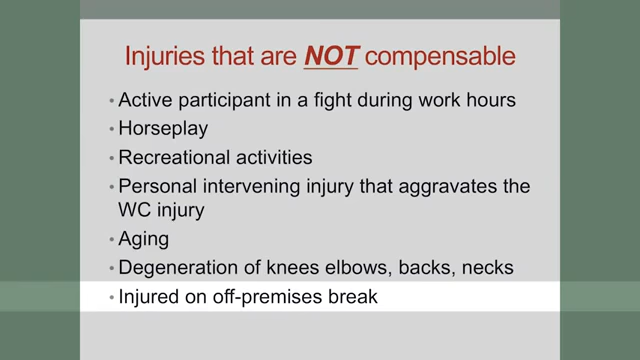 Injuries that are NOT compensable
• Active participant in a fight during work hours
• Horseplay
• Recreational activities
• Personal intervening injury that aggravates the
WC injury
• Aging
• Degeneration of knees elbows, backs, necks
• Injured on off-premises break